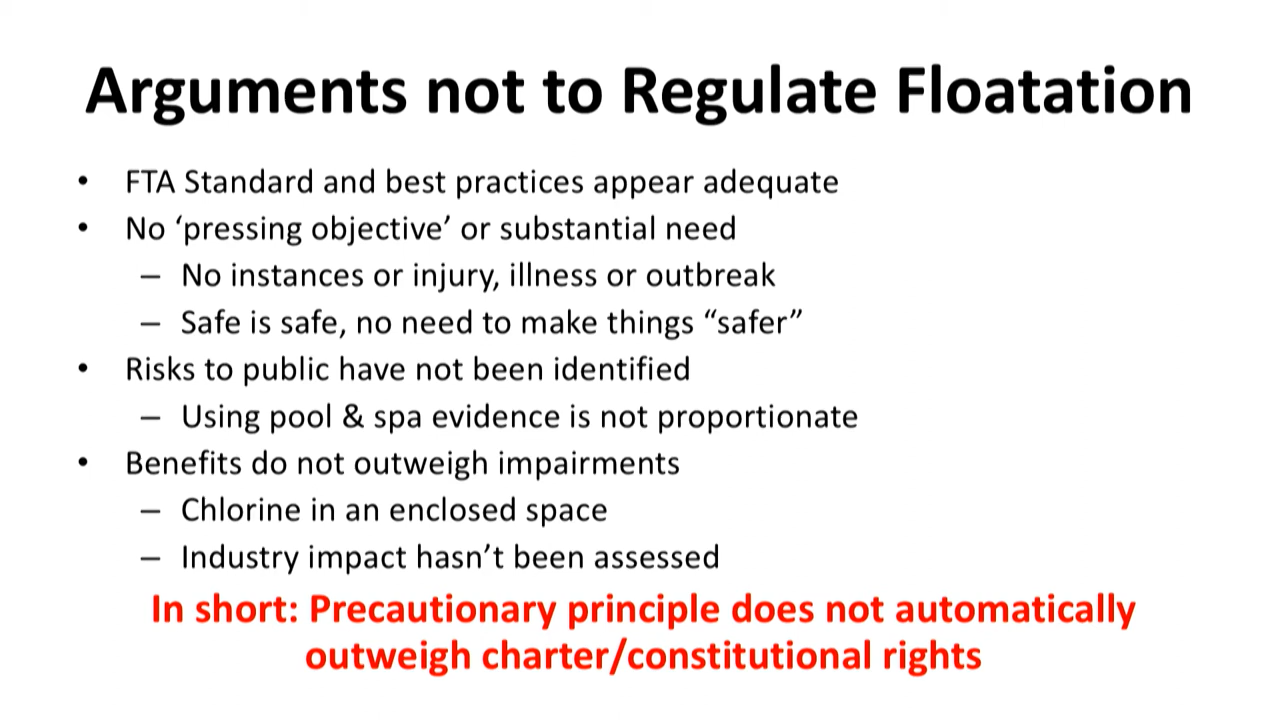 Arguments not to Regulate Floatation
• FTA Standard and best practices appear adequate
• No ‘pressing objective’ or substantial need
– No instances or injury, illness or outbreak
– Safe is safe, no need to make things “safer”
• Risks to public have not been identified
– Using pool & spa evidence is not proportionate
• Benefits do not outweigh impairments
– Chlorine in an enclosed space
– Industry impact hasn’t been assessed
In short: Precautionary principle does not automatically
outweigh charter/constitutional rights